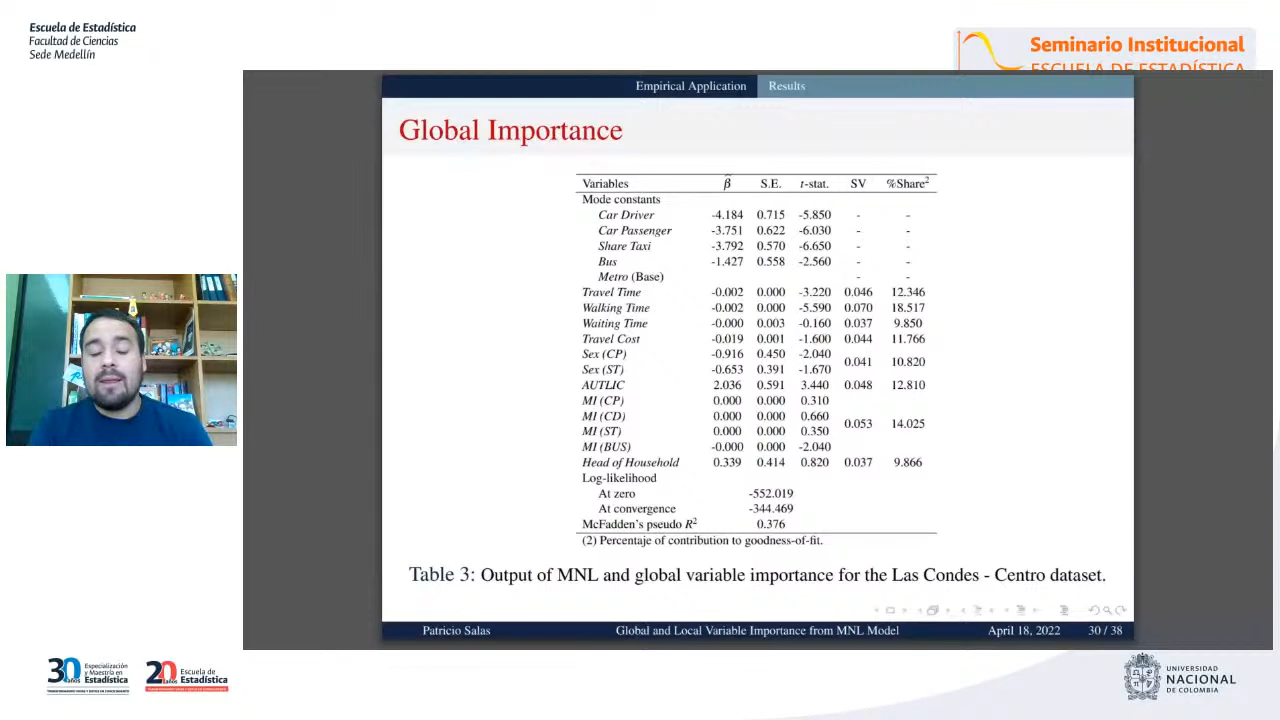 Escuela de Estadística
Facultad de Ciencias
Sede Medellín
Seminario Institucional
ESCUELA DE ESTADÍSTICA
Empirical Application Results
Global Importance
Variables β̂ S.E. t-stat. SV %Share²
Mode constants
Car Driver -4.184 0.715 -5.850 - -
Car Passenger -3.751 0.622 -6.030 - -
Share Taxi -3.792 0.570 -6.650 - -
Bus -1.427 0.558 -2.560 - -
Metro (Base) - -
Travel Time -0.002 0.000 -3.220 0.046 12.346
Walking Time -0.002 0.000 -5.590 0.070 18.517
Waiting Time -0.000 0.003 -0.160 0.037 9.850
Travel Cost -0.019 0.001 -1.600 0.044 11.766
Sex (CP) -0.916 0.450 -2.040
0.041 10.820
Sex (ST) -0.653 0.391 -1.670
AUTLIC 2.036 0.591 3.440 0.048 12.810
MI (CP) 0.000 0.000 0.310
MI (CD) 0.000 0.000 0.660
0.053 14.025
MI (ST) 0.000 0.000 0.350
MI (BUS) -0.000 0.000 -2.040
Head of Household 0.339 0.414 0.820 0.037 9.866
Log-likelihood
At zero -552.019
At convergence -344.469
McFadden's pseudo R² 0.376
(2) Percentaje of contribution to goodness-of-fit.
Table 3: Output of MNL and global variable importance for the Las Condes - Centro dataset.
Patricio Salas Global and Local Variable Importance from MNL Model April 18, 2022 30 / 38
30 años Especialización y Maestría en Estadística
20 años Escuela de Estadística
UNIVERSIDAD
NACIONAL
DE COLOMBIA